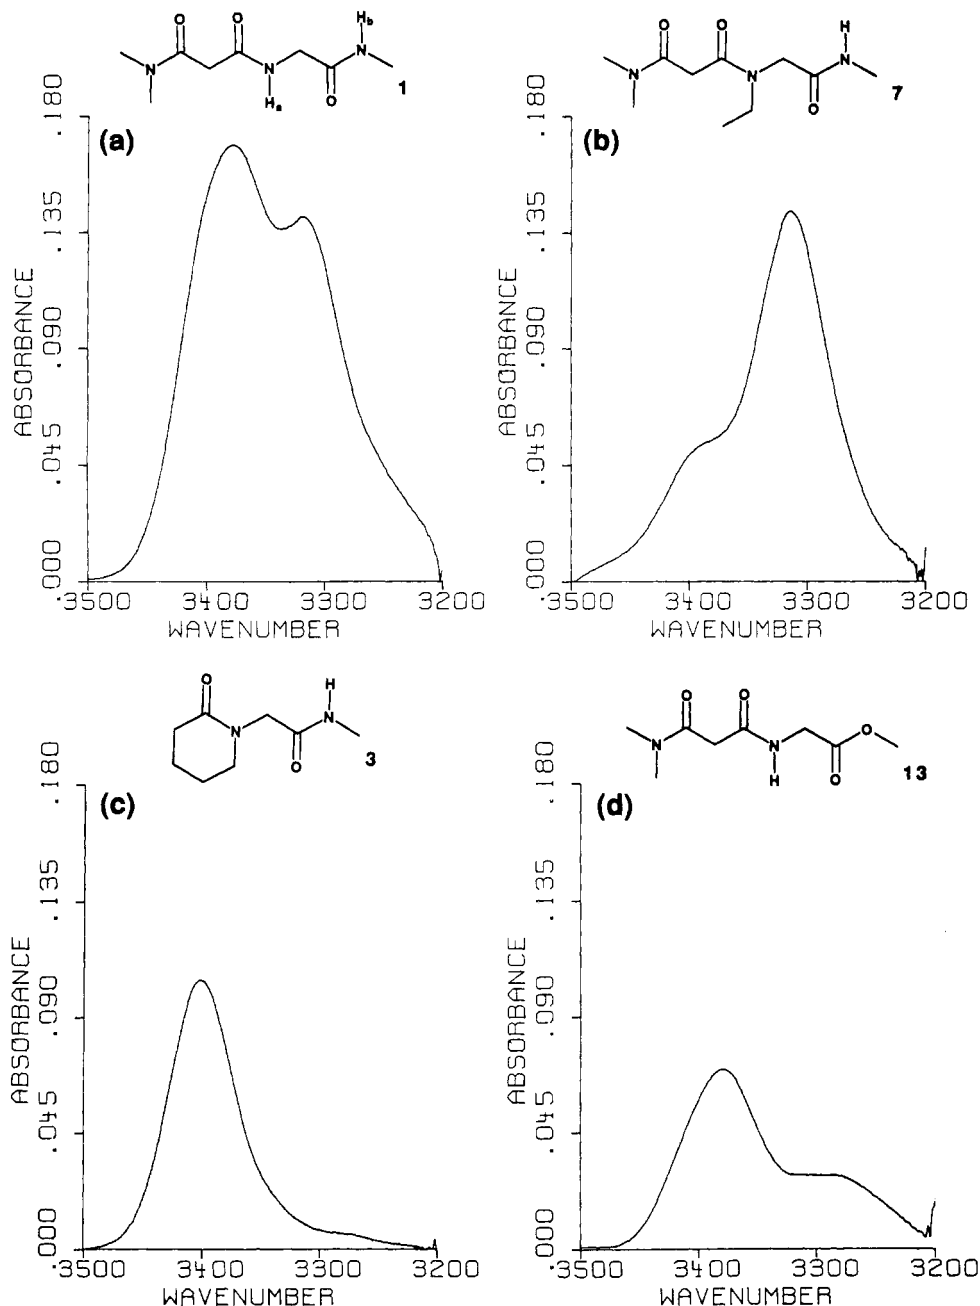 O O H_b
N N N
H_a O 1
O O H
N N N
O 7
(a)
.180
.135
.090
.045
.000
ABSORBANCE
3500 3400 3300 3200
WAVENUMBER
(b)
.180
.135
.090
.045
.000
ABSORBANCE
3500 3400 3300 3200
WAVENUMBER
O H
N N
O 3
O O O
N N
H O 13
(c)
.180
.135
.090
.045
.000
ABSORBANCE
3500 3400 3300 3200
WAVENUMBER
(d)
.180
.135
.090
.045
.000
ABSORBANCE
3500 3400 3300 3200
WAVENUMBER